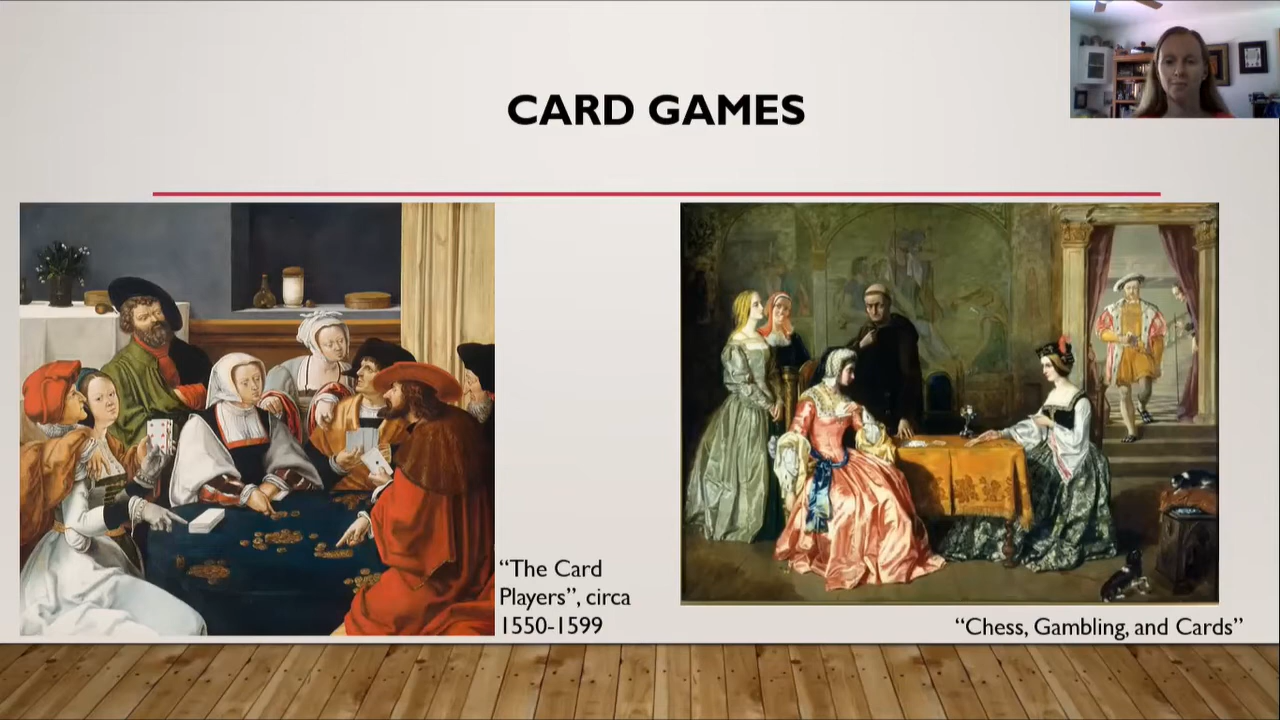 CARD GAMES
“The Card
Players”, circa
1550-1599
“Chess, Gambling, and Cards”